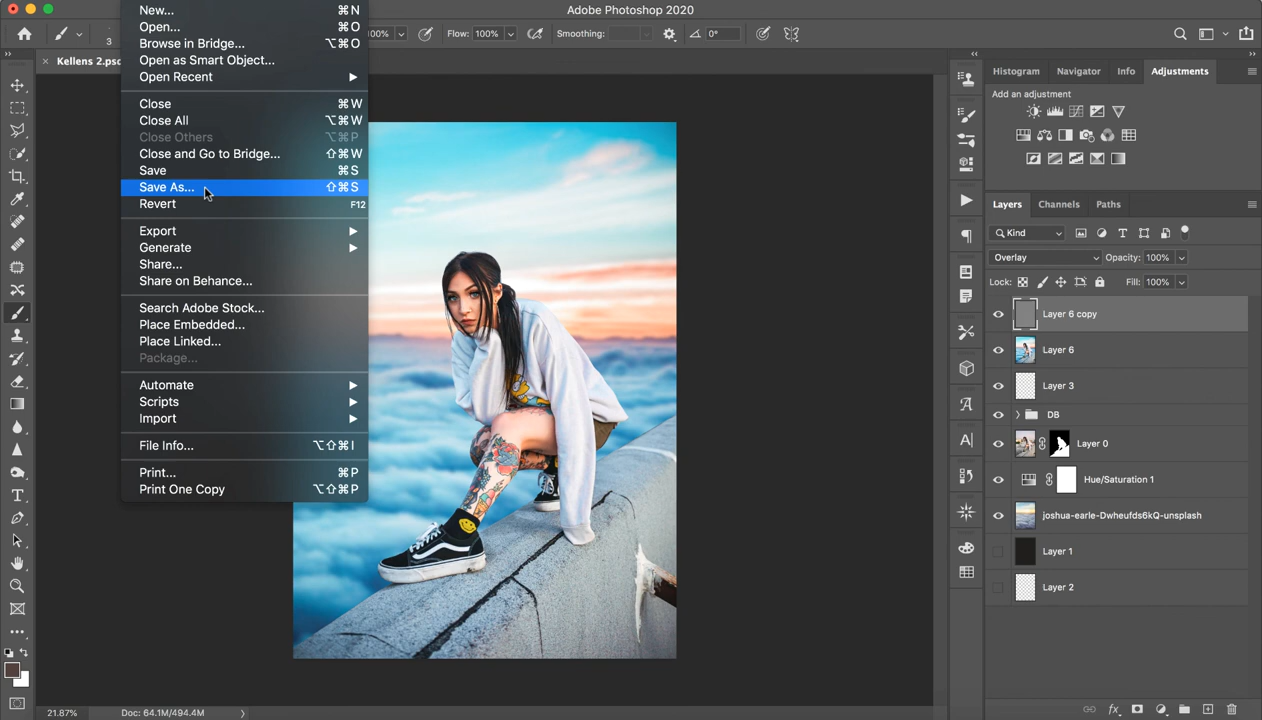 Adobe Photoshop 2020
3
100%
Flow: 100%
Smoothing:
0°
Kellens 2.psd
New... ⌘N
Open... ⌘O
Browse in Bridge... ⌥⌘O
Open as Smart Object...
Open Recent
Close ⌘W
Close All ⌥⌘W
Close Others ⌥⌘P
Close and Go to Bridge... ⇧⌘W
Save ⌘S
Save As... ⇧⌘S
Revert F12
Export
Generate
Share...
Share on Behance...
Search Adobe Stock...
Place Embedded...
Place Linked...
Package...
Automate
Scripts
Import
File Info... ⌥⇧⌘I
Print... ⌘P
Print One Copy ⌥⇧⌘P
Histogram Navigator Info Adjustments
Add an adjustment
Layers Channels Paths
Kind
Overlay Opacity: 100%
Lock: Fill: 100%
Layer 6 copy
Layer 6
Layer 3
DB
Layer 0
Hue/Saturation 1
joshua-earle-Dwheufds6kQ-unsplash
Layer 1
Layer 2
21.87% Doc: 64.1M/494.4M